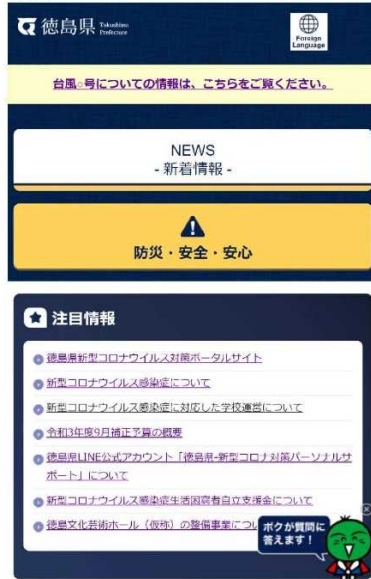 徳島県 Tokushima
Prefecture
Foreign
Language
台風○号についての情報は、こちらをご覧ください。
NEWS
- 新着情報 -
防災・安全・安心
注目情報
徳島県新型コロナウイルス対策ポータルサイト
新型コロナウイルス感染症について
新型コロナウイルス感染症に対応した学校運営について
令和3年度9月補正予算の概要
徳島県LINE公式アカウント「徳島県-新型コロナ対策パーソナルサ
ポート」について
新型コロナウイルス感染症生活困窮者自立支援金について
徳島文化芸術ホール（仮称）の整備事業につい
ボクが質問に
答えます！